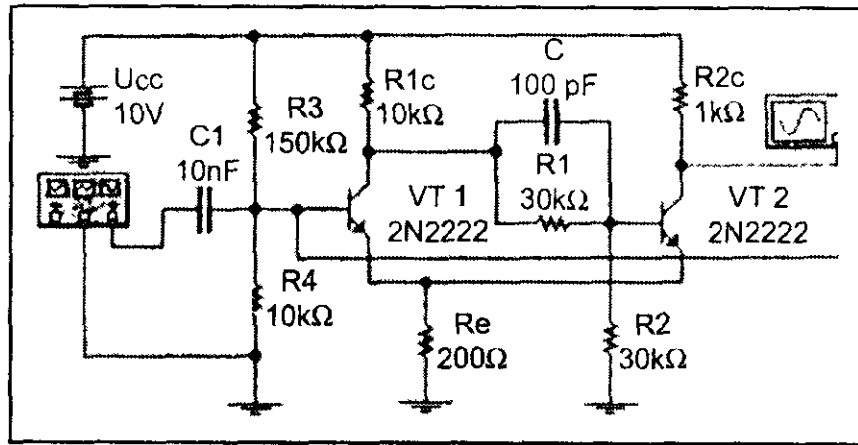 Ucc
10V
R3
150kΩ
C1
10nF
R1c
10kΩ
C
100 pF
R1
30kΩ
R2c
1kΩ
VT 1
2N2222
VT 2
2N2222
R4
10kΩ
Re
200Ω
R2
30kΩ